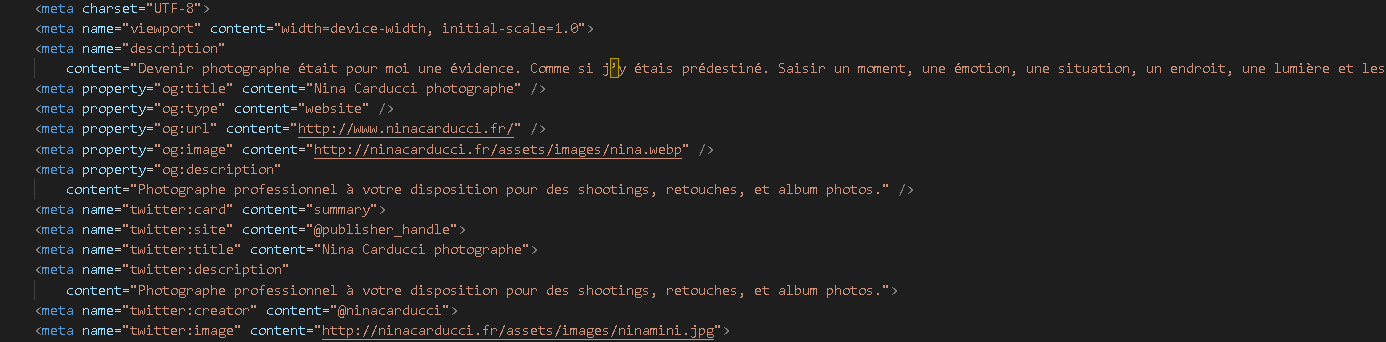 <meta charset="UTF-8">
<meta name="viewport" content="width=device-width, initial-scale=1.0">
<meta name="description"
content="Devenir photographe était pour moi une évidence. Comme si j’y étais prédestiné. Saisir un moment, une émotion, une situation, un endroit, une lumière et les
<meta property="og:title" content="Nina Carducci photographe" />
<meta property="og:type" content="website" />
<meta property="og:url" content="http://www.ninacarducci.fr/" />
<meta property="og:image" content="http://ninacarducci.fr/assets/images/nina.webp" />
<meta property="og:description"
content="Photographe professionnel à votre disposition pour des shootings, retouches, et album photos." />
<meta name="twitter:card" content="summary">
<meta name="twitter:site" content="@publisher_handle">
<meta name="twitter:title" content="Nina Carducci photographe">
<meta name="twitter:description"
content="Photographe professionnel à votre disposition pour des shootings, retouches, et album photos.">
<meta name="twitter:creator" content="@ninacarducci">
<meta name="twitter:image" content="http://ninacarducci.fr/assets/images/ninamini.jpg">